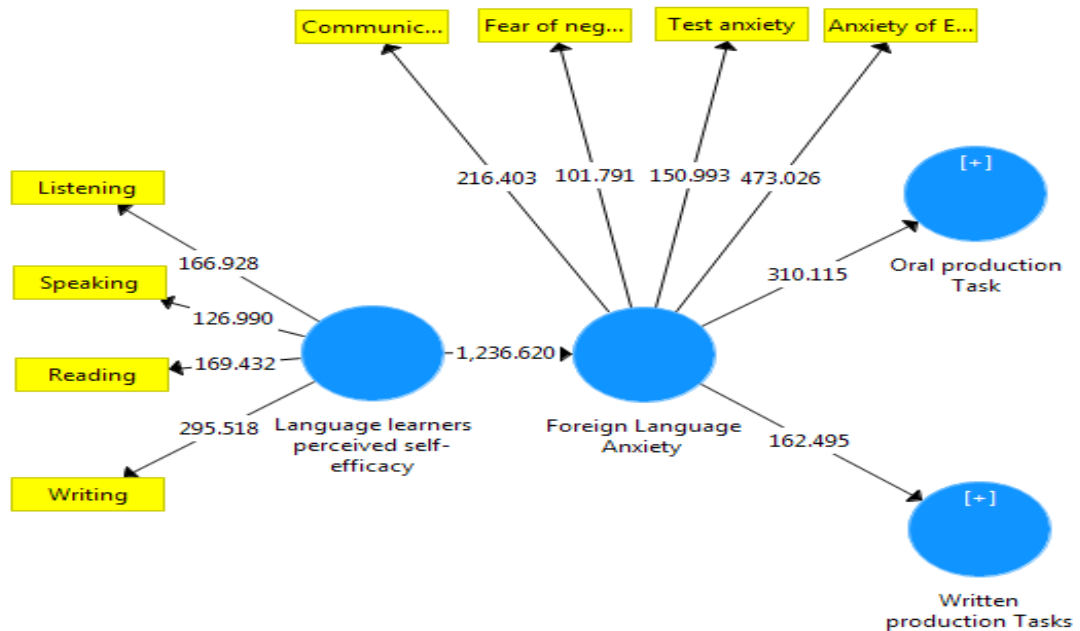 Communic...
Fear of neg...
Test anxiety
Anxiety of E...
[+]
Listening
216.403
101.791
150.993
473.026
166.928
310.115
Oral production
Task
Speaking
126.990
Reading
169.432
1,236.620
295.518
Language learners
perceived self-
efficacy
Foreign Language
Anxiety
162.495
Writing
[+]
Written
production Tasks